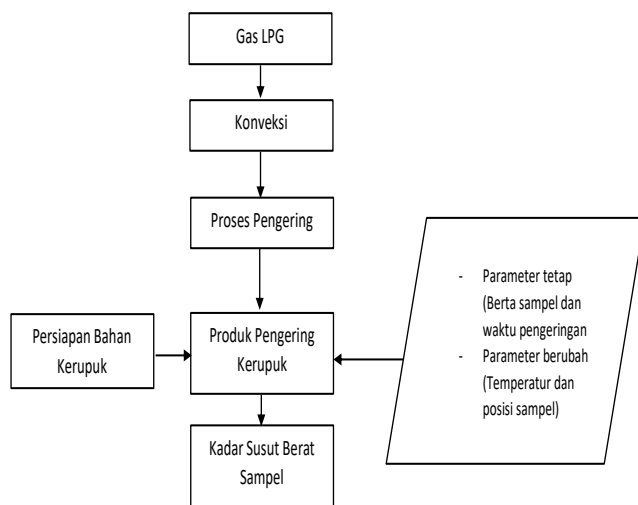 Gas LPG
Konveksi
Proses Pengering
Persiapan Bahan
Kerupuk
Produk Pengering
Kerupuk
- Parameter tetap
(Berta sampel dan
waktu pengeringan
- Parameter berubah
(Temperatur dan
posisi sampel)
Kadar Susut Berat
Sampel